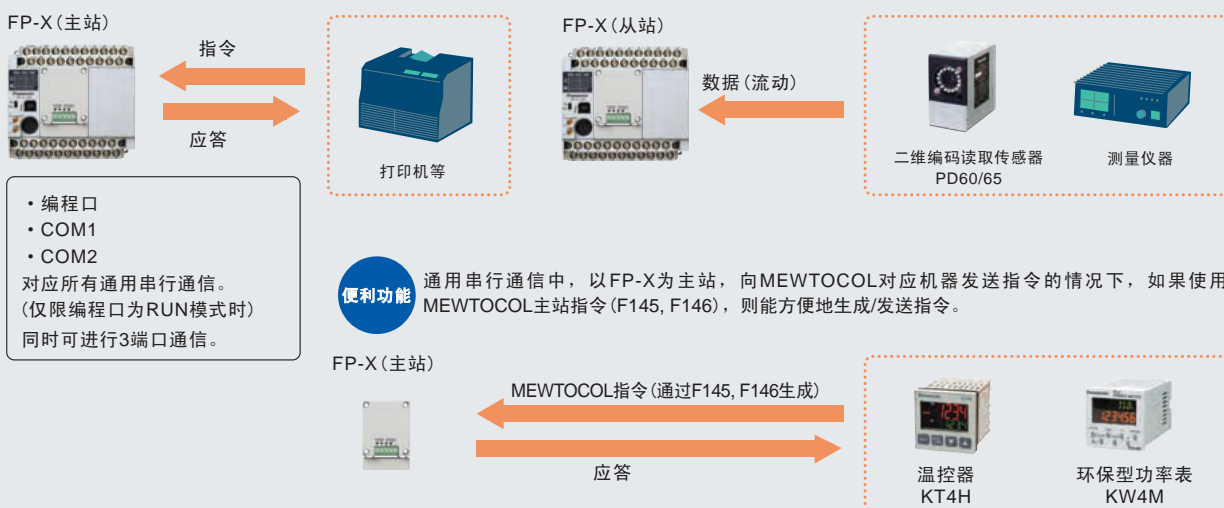 FP-X（主站）
指令
应答
打印机等
FP-X（从站）
数据（流动）
二维编码读取传感器
PD60/65
测量仪器
・编程口
・COM1
・COM2
对应所有通用串行通信。
(仅限编程口为RUN模式时)
同时可进行3端口通信。
便利功能
通用串行通信中，以FP-X为主站，向MEWTOCOL对应机器发送指令的情况下，如果使用
MEWTOCOL主站指令（F145, F146），则能方便地生成/发送指令。
FP-X（主站）
MEWTOCOL指令（通过F145, F146生成）
应答
温控器
KT4H
环保型功率表
KW4M